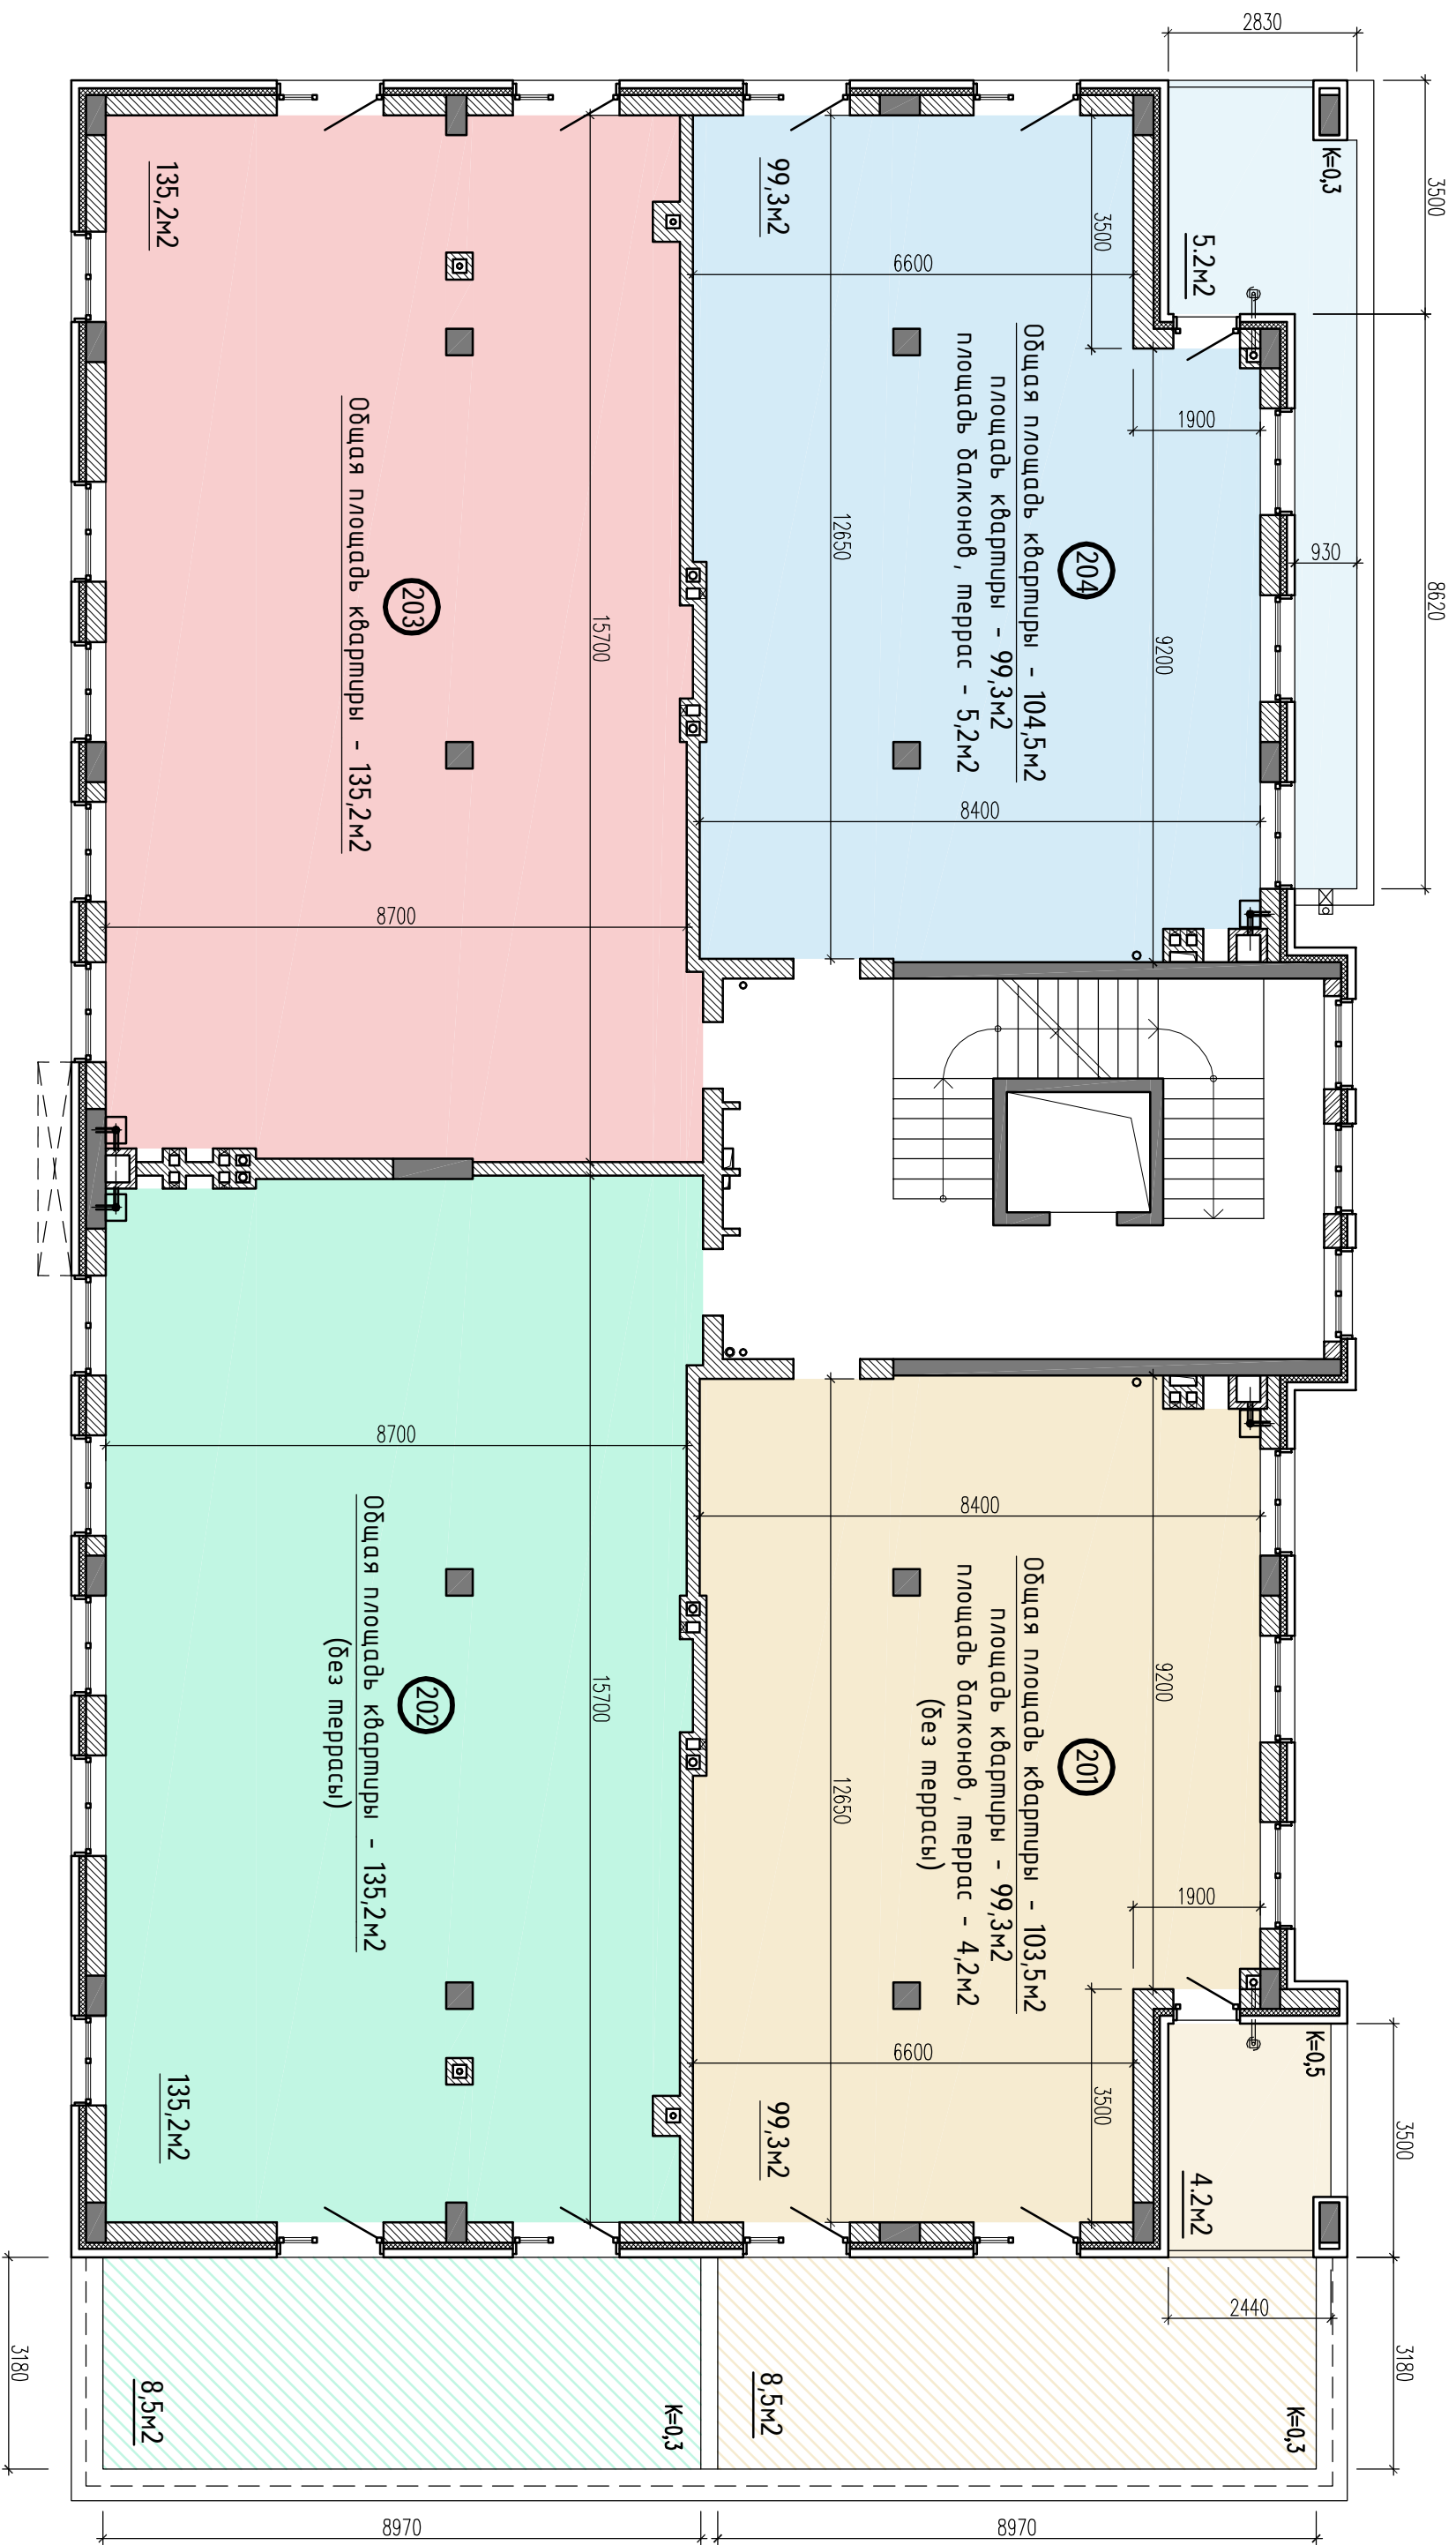 2830
3500
8620
К=0,3
5.2м2
930
99,3м2
3500
6600
1900
204
Общая площадь квартиры - 104,5м2
площадь квартиры - 99,3м2
площадь балконов, террас - 5,2м2
12650
9200
8400
135,2м2
203
Общая площадь квартиры - 135,2м2
15700
8700
8400
9200
201
Общая площадь квартиры - 103,5м2
площадь квартиры - 99,3м2
площадь балконов, террас - 4,2м2
(без террасы)
12650
1900
6600
3500
99,3м2
К=0,5
4.2м2
3500
2440
3180
8700
15700
202
Общая площадь квартиры - 135,2м2
(без террасы)
135,2м2
8,5м2
К=0,3
8,5м2
К=0,3
3180
8970
8970